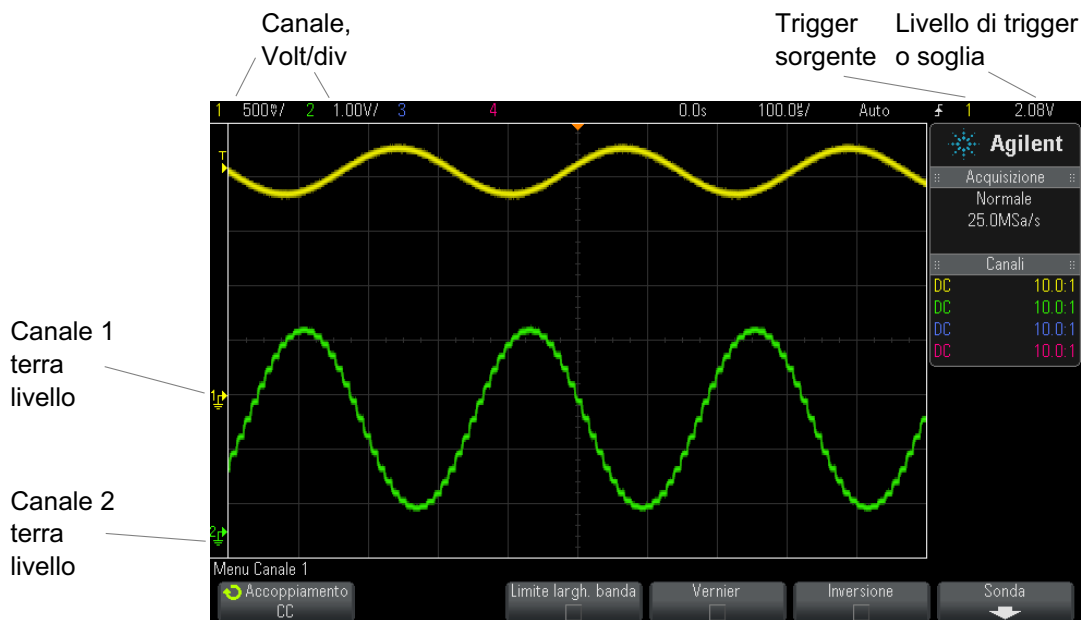 Canale,
Volt/div
Trigger
sorgente
Livello di trigger
o soglia
1 500mV/ 2 1.00V/ 3 4 0.0s 100.0s/ Auto 1 2.08V
T
Agilent
Acquisizione
Normale
25.0MSa/s
Canali
DC 10.0:1
DC 10.0:1
DC 10.0:1
DC 10.0:1
Canale 1
terra
livello
1
Canale 2
terra
livello
2
Menu Canale 1
Accoppiamento
CC
Limite largh. banda
Vernier
Inversione
Sonda